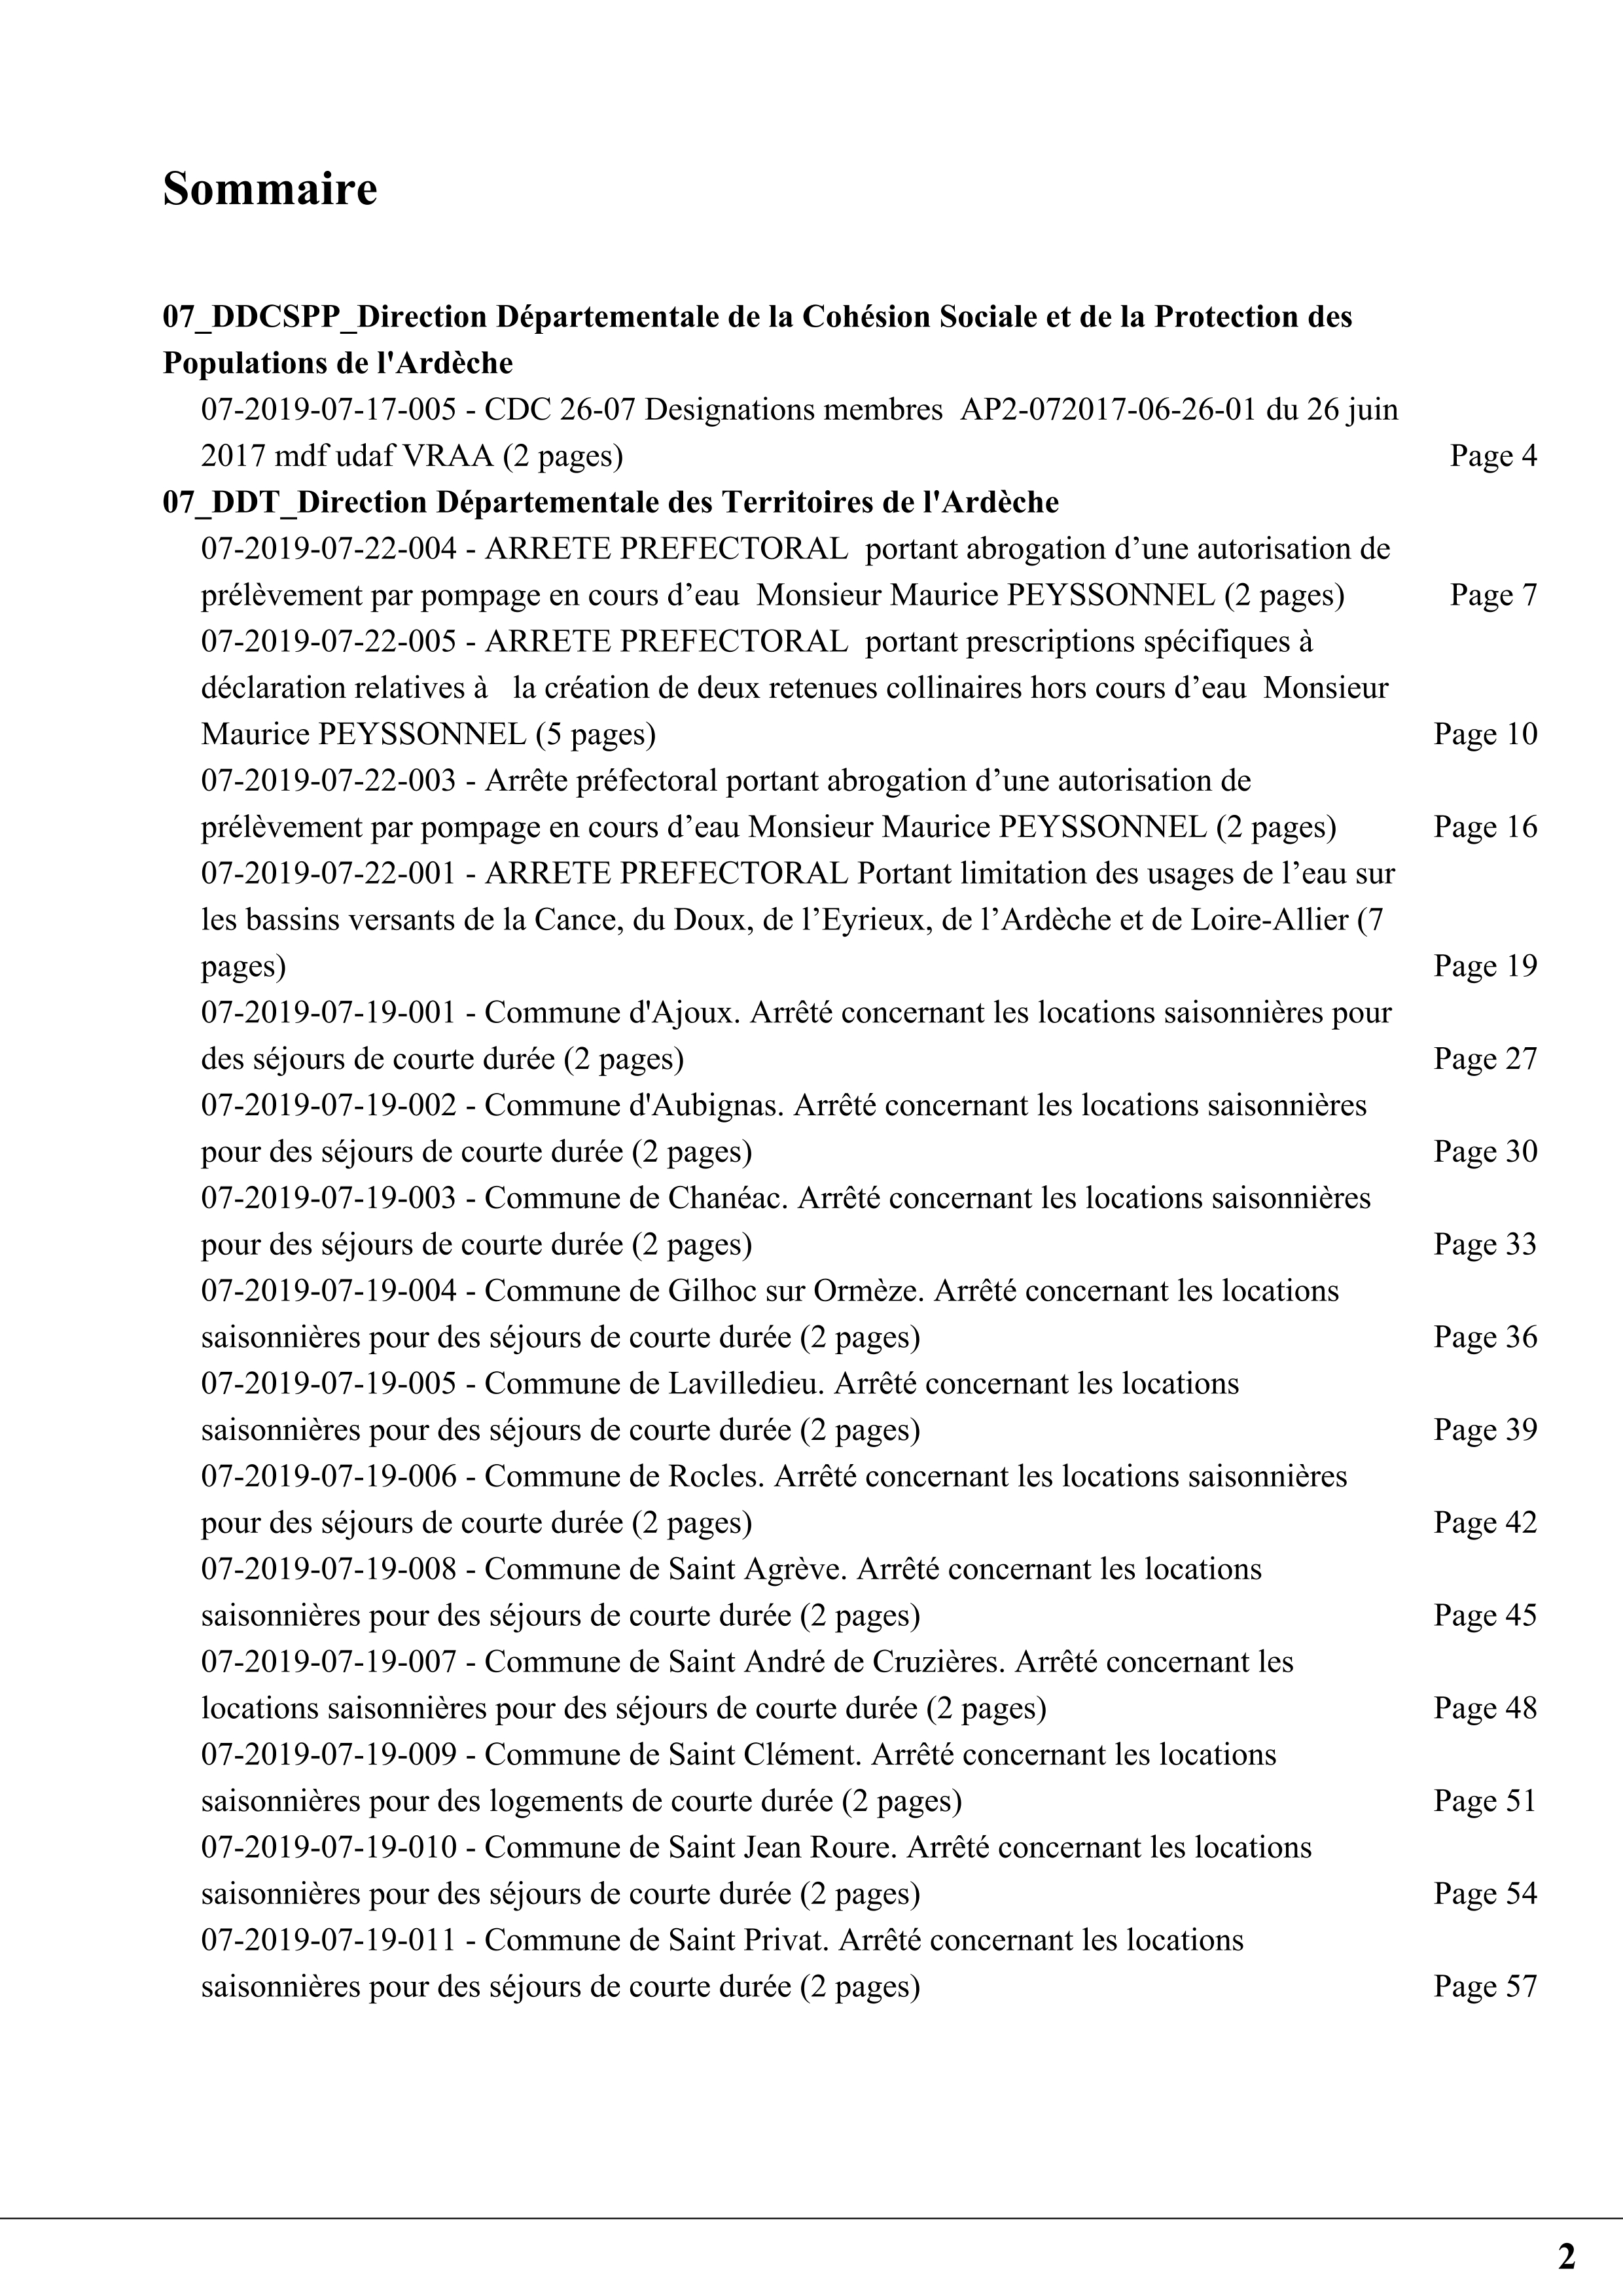 Sommaire
07_DDCSPP_Direction Départementale de la Cohésion Sociale et de la Protection des
Populations de l'Ardèche
07-2019-07-17-005 - CDC 26-07 Designations membres  AP2-072017-06-26-01 du 26 juin
2017 mdf udaf VRAA (2 pages) Page 4
07_DDT_Direction Départementale des Territoires de l'Ardèche
07-2019-07-22-004 - ARRETE PREFECTORAL  portant abrogation d’une autorisation de
prélèvement par pompage en cours d’eau  Monsieur Maurice PEYSSONNEL (2 pages) Page 7
07-2019-07-22-005 - ARRETE PREFECTORAL  portant prescriptions spécifiques à
déclaration relatives à   la création de deux retenues collinaires hors cours d’eau  Monsieur
Maurice PEYSSONNEL (5 pages) Page 10
07-2019-07-22-003 - Arrête préfectoral portant abrogation d’une autorisation de
prélèvement par pompage en cours d’eau Monsieur Maurice PEYSSONNEL (2 pages) Page 16
07-2019-07-22-001 - ARRETE PREFECTORAL Portant limitation des usages de l’eau sur
les bassins versants de la Cance, du Doux, de l’Eyrieux, de l’Ardèche et de Loire-Allier (7
pages) Page 19
07-2019-07-19-001 - Commune d'Ajoux. Arrêté concernant les locations saisonnières pour
des séjours de courte durée (2 pages) Page 27
07-2019-07-19-002 - Commune d'Aubignas. Arrêté concernant les locations saisonnières
pour des séjours de courte durée (2 pages) Page 30
07-2019-07-19-003 - Commune de Chanéac. Arrêté concernant les locations saisonnières
pour des séjours de courte durée (2 pages) Page 33
07-2019-07-19-004 - Commune de Gilhoc sur Ormèze. Arrêté concernant les locations
saisonnières pour des séjours de courte durée (2 pages) Page 36
07-2019-07-19-005 - Commune de Lavilledieu. Arrêté concernant les locations
saisonnières pour des séjours de courte durée (2 pages) Page 39
07-2019-07-19-006 - Commune de Rocles. Arrêté concernant les locations saisonnières
pour des séjours de courte durée (2 pages) Page 42
07-2019-07-19-008 - Commune de Saint Agrève. Arrêté concernant les locations
saisonnières pour des séjours de courte durée (2 pages) Page 45
07-2019-07-19-007 - Commune de Saint André de Cruzières. Arrêté concernant les
locations saisonnières pour des séjours de courte durée (2 pages) Page 48
07-2019-07-19-009 - Commune de Saint Clément. Arrêté concernant les locations
saisonnières pour des logements de courte durée (2 pages) Page 51
07-2019-07-19-010 - Commune de Saint Jean Roure. Arrêté concernant les locations
saisonnières pour des séjours de courte durée (2 pages) Page 54
07-2019-07-19-011 - Commune de Saint Privat. Arrêté concernant les locations
saisonnières pour des séjours de courte durée (2 pages) Page 57
2